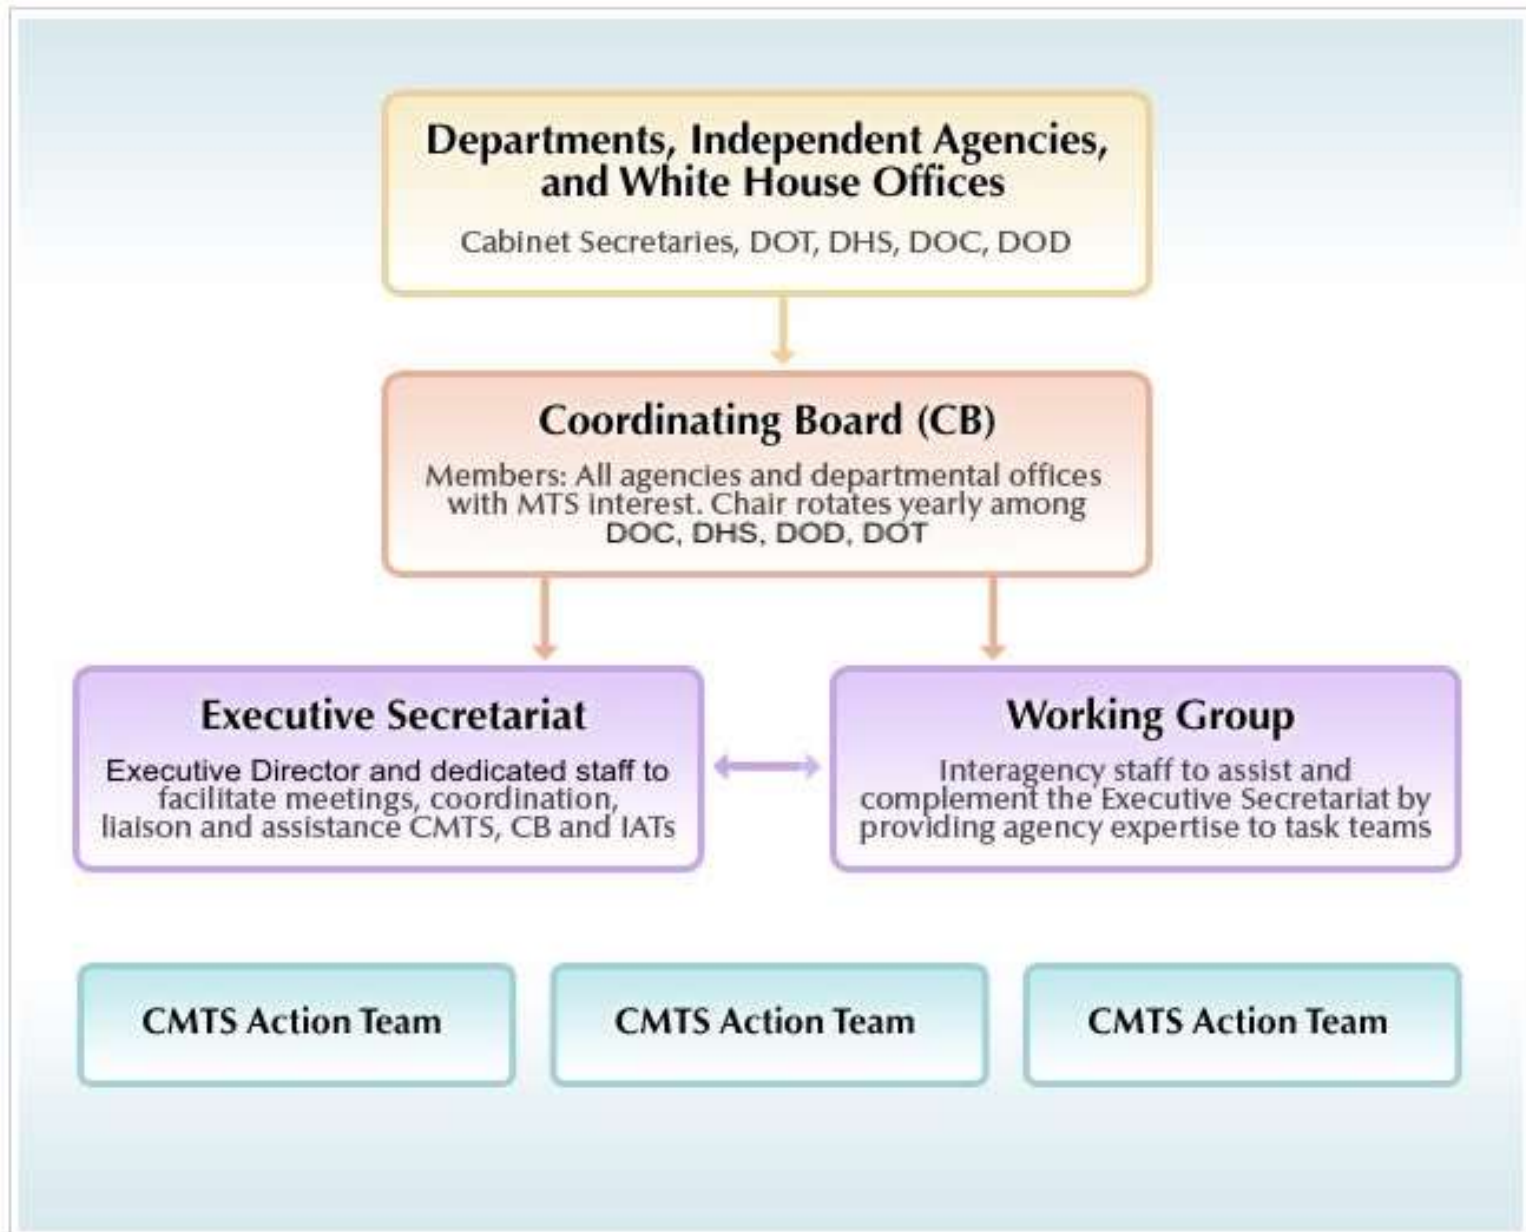 Departments, Independent Agencies,
and White House Offices
Cabinet Secretaries, DOT, DHS, DOC, DOD
Coordinating Board (CB)
Members: All agencies and departmental offices
with MTS interest. Chair rotates yearly among
DOC, DHS, DOD, DOT
Executive Secretariat
Executive Director and dedicated staff to
facilitate meetings, coordination,
liaison and assistance CMTS, CB and IATs
Working Group
Interagency staff to assist and
complement the Executive Secretariat by
providing agency expertise to task teams
CMTS Action Team
CMTS Action Team
CMTS Action Team